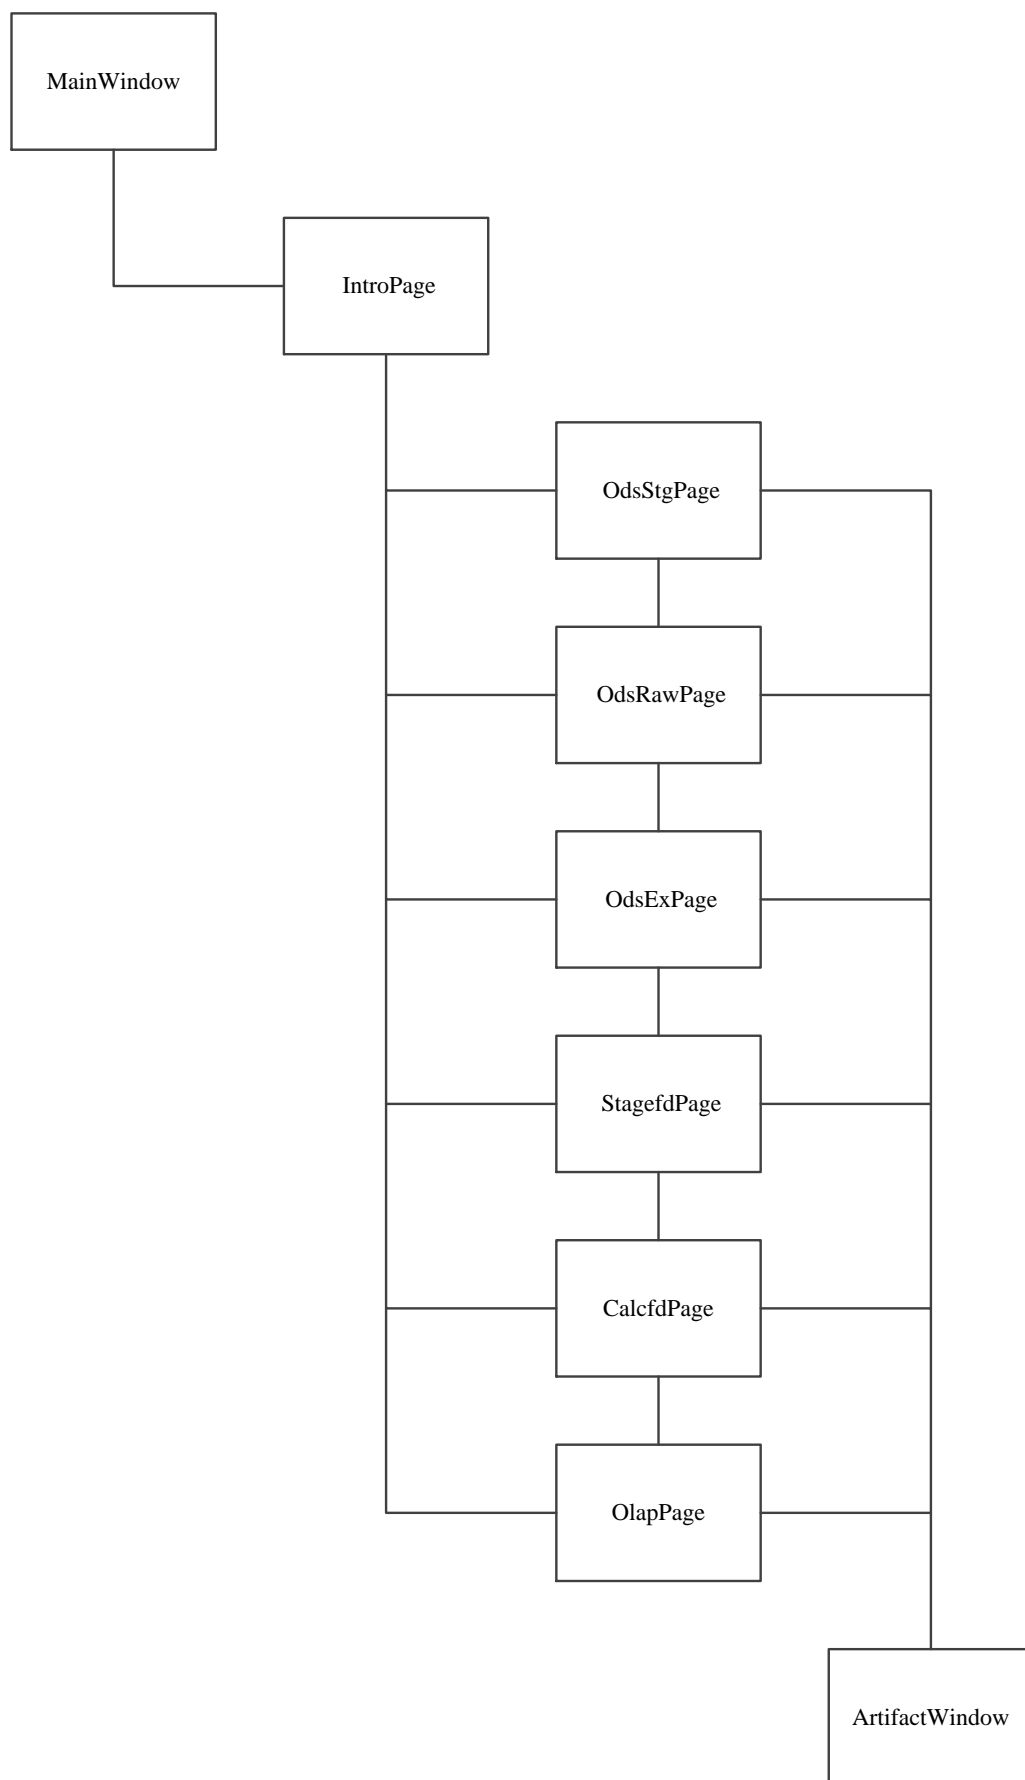 MainWindow
IntroPage
OdsStgPage
OdsRawPage
OdsExPage
StagefdPage
CalcfdPage
OlapPage
ArtifactWindow